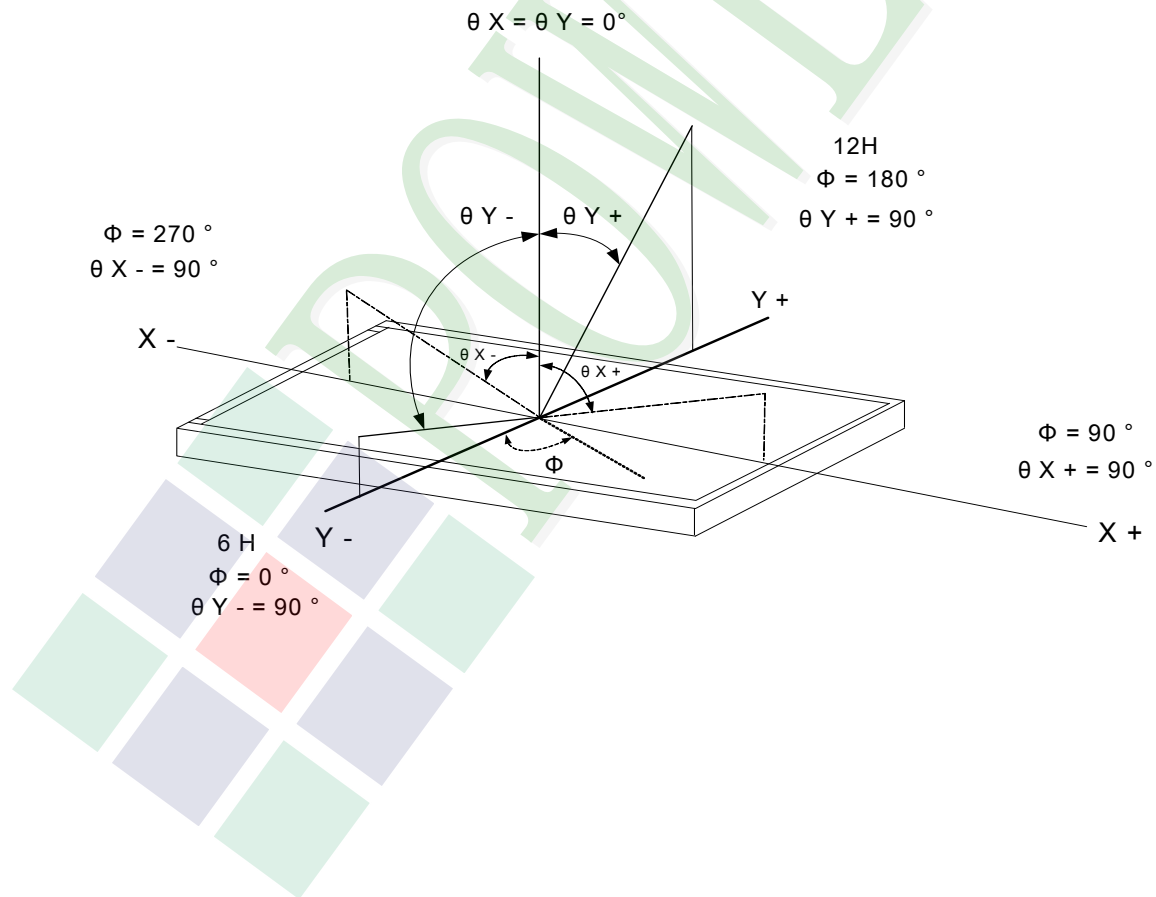 θ X = θ Y = 0°
12H
Φ = 180 °
θ Y + = 90 °
θ Y -
θ Y +
Φ = 270 °
θ X - = 90 °
Y +
X -
θ X -
θ X +
Φ = 90 °
θ X + = 90 °
Φ
X +
Y -
6 H
Φ = 0 °
θ Y - = 90 °